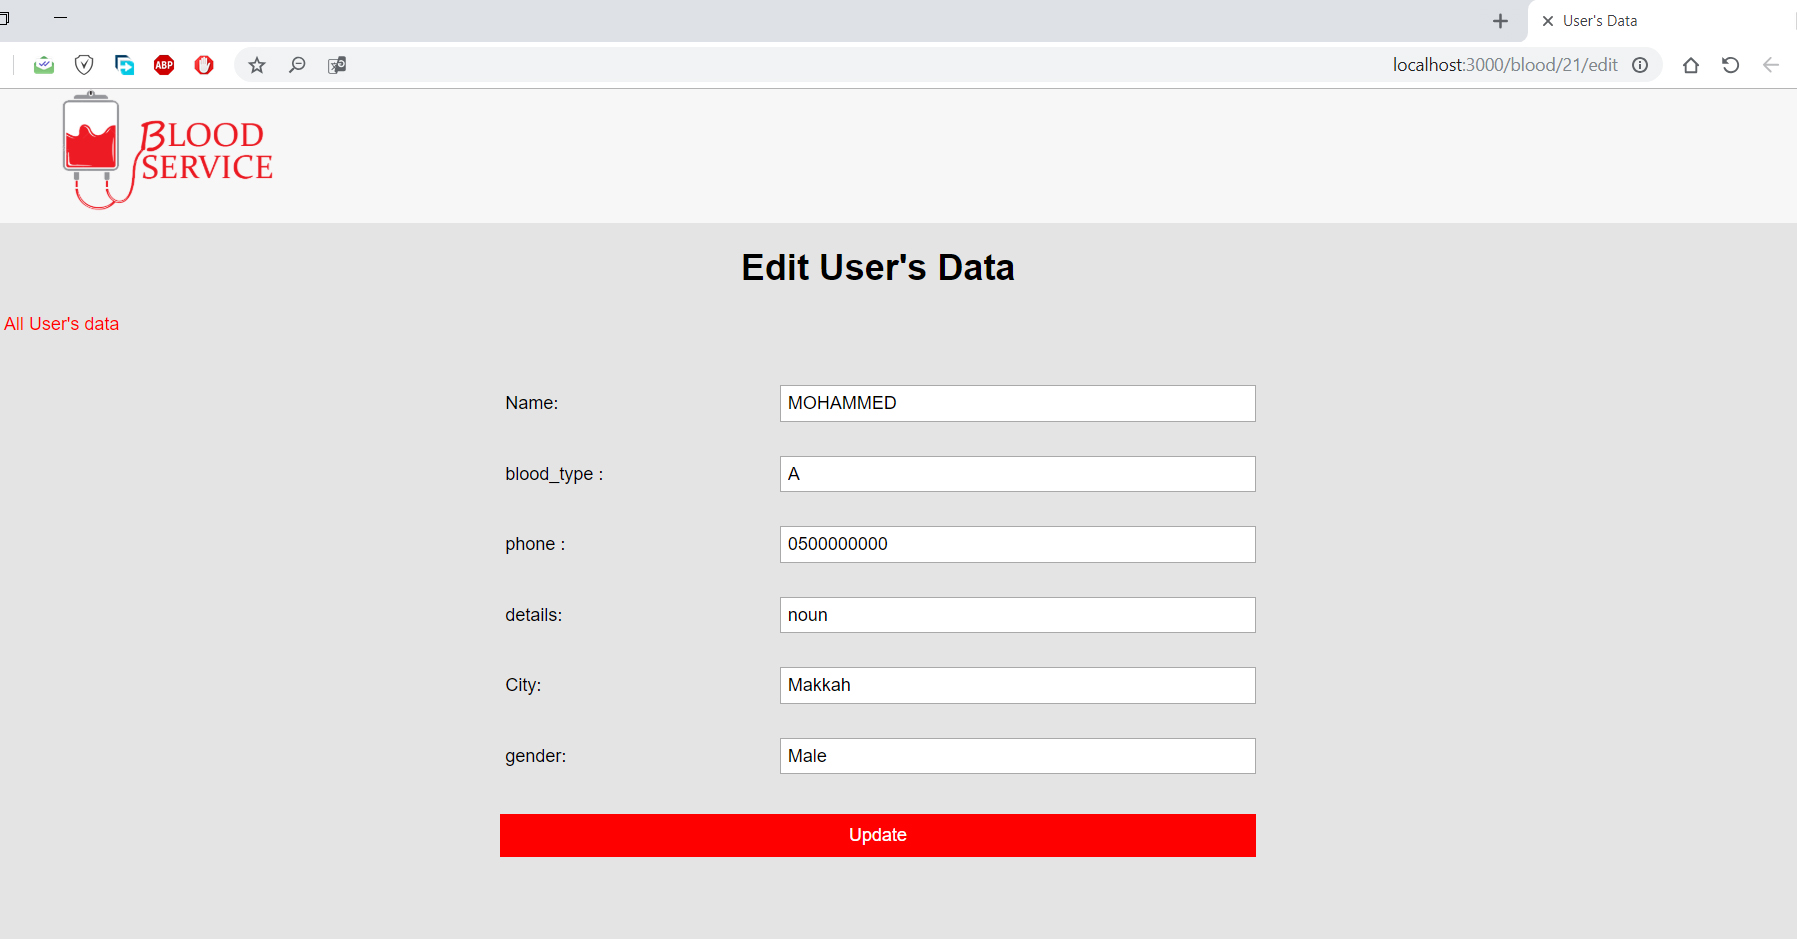 User's Data
localhost:3000/blood/21/edit
ABP
BLOOD
SERVICE
Edit User's Data
All User's data
Name: MOHAMMED
blood_type : A
phone : 0500000000
details: noun
City: Makkah
gender: Male
Update